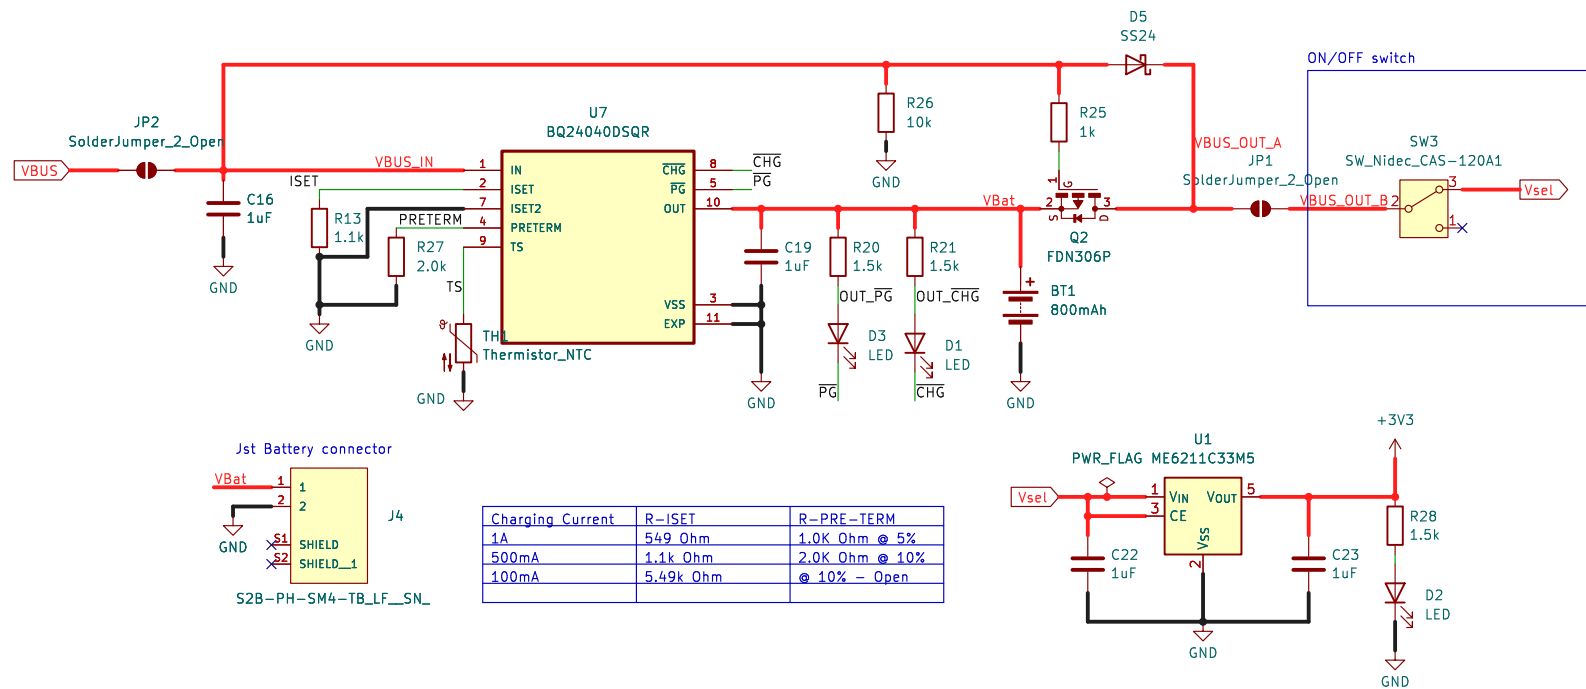 D5
SS24
ON/OFF switch
JP2
SolderJumper_2_Open
VBUS
VBUS_IN
C16
1uF
GND
ISET
R13
1.1k
PRETERM
R27
2.0k
GND
TS
TH1
Thermistor_NTC
GND
U7
BQ24040DSQR
1
IN
2
ISET
7
ISET2
4
PRETERM
9
TS
CHG
8
CHG
PG
5
PG
OUT
10
VSS
3
EXP
11
R26
10k
GND
R25
1k
VBat
1
G
2
S
3
D
Q2
FDN306P
C19
1uF
GND
R20
1.5k
OUT_PG
D3
LED
PG
R21
1.5k
OUT_CHG
D1
LED
CHG
+
BT1
800mAh
GND
VBUS_OUT_A
JP1
SolderJumper_2_Open
VBUS_OUT_B
SW3
SW_Nidec_CAS-120A1
2
3
1
Vsel
Jst Battery connector
VBat
1
1
2
2
GND
S1
SHIELD
S2
SHIELD__1
J4
S2B-PH-SM4-TB_LF__SN_
Charging Current R-ISET R-PRE-TERM
1A 549 Ohm 1.0K Ohm @ 5%
500mA 1.1k Ohm 2.0K Ohm @ 10%
100mA 5.49k Ohm @ 10% - Open
U1
PWR_FLAG ME6211C33M5
Vsel
1
VIN
3
CE
VOUT
5
VSS
2
C22
1uF
C23
1uF
GND
+3V3
R28
1.5k
D2
LED
GND